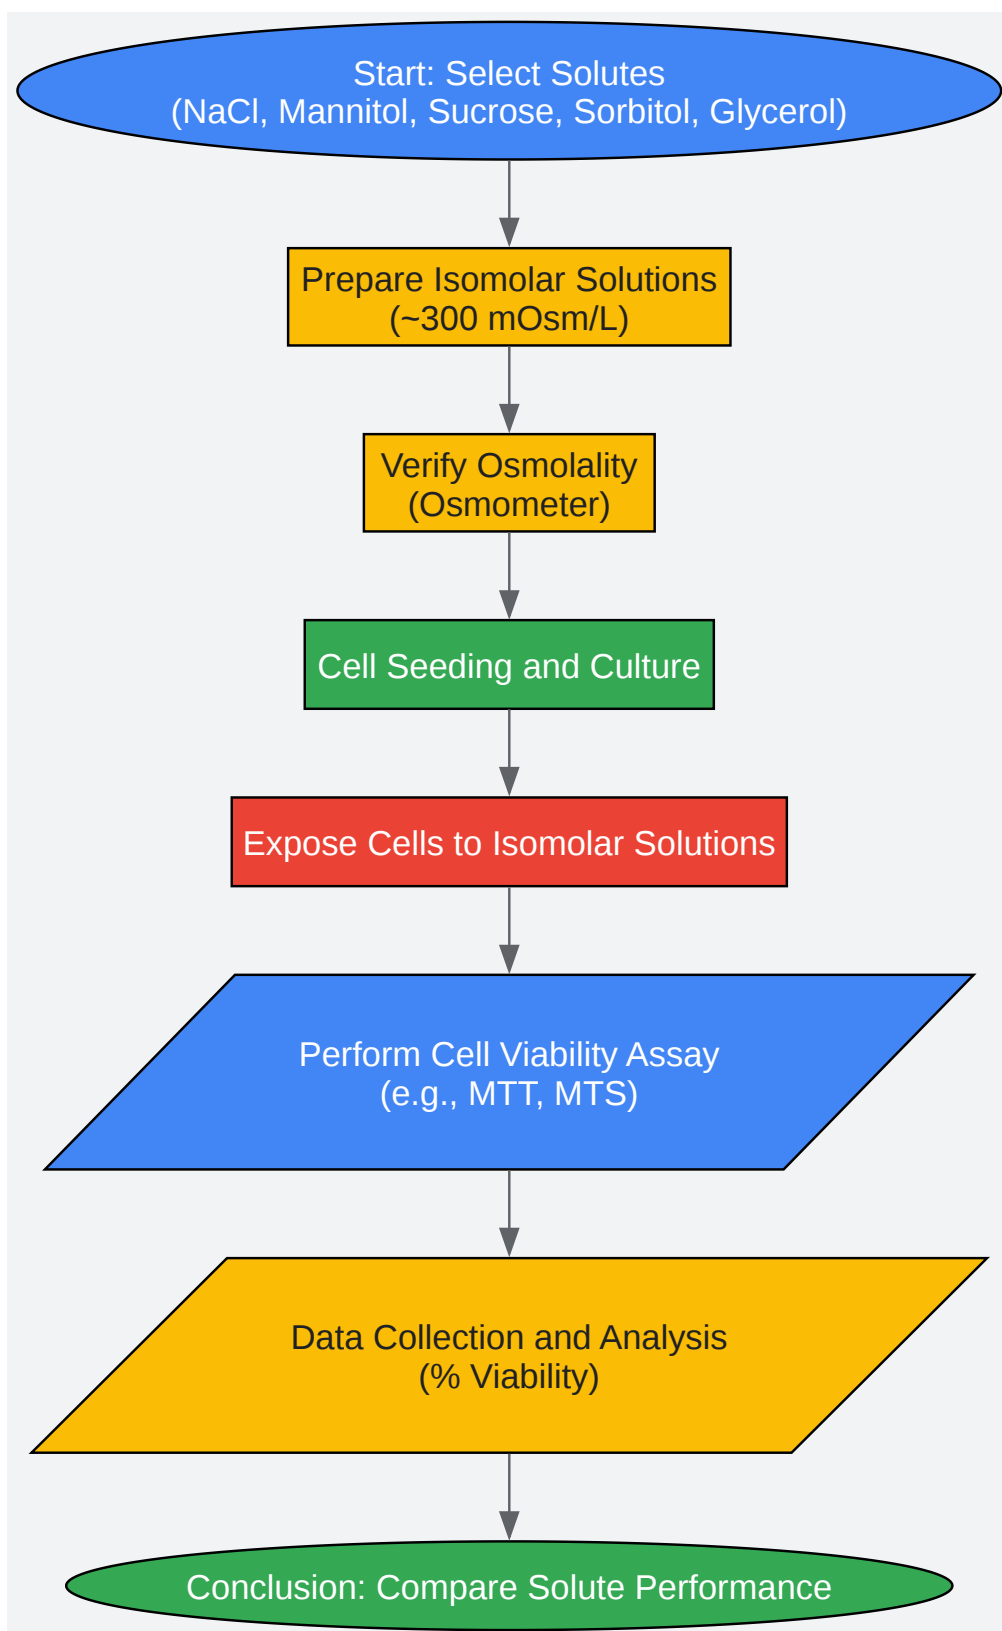 Start: Select Solutes
(NaCl, Mannitol, Sucrose, Sorbitol, Glycerol)
Prepare Isomolar Solutions
(~300 mOsm/L)
Verify Osmolality
(Osmometer)
Cell Seeding and Culture
Expose Cells to Isomolar Solutions
Perform Cell Viability Assay
(e.g., MTT, MTS)
Data Collection and Analysis
(% Viability)
Conclusion: Compare Solute Performance